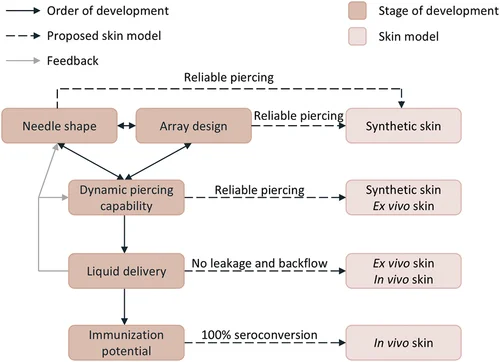 Order of development
Stage of development
Proposed skin model
Skin model
Feedback
Reliable piercing
Needle shape
Array design
Reliable piercing
Synthetic skin
Dynamic piercing
capability
Reliable piercing
Synthetic skin
Ex vivo skin
Liquid delivery
No leakage and backflow
Ex vivo skin
In vivo skin
Immunization
potential
100% seroconversion
In vivo skin